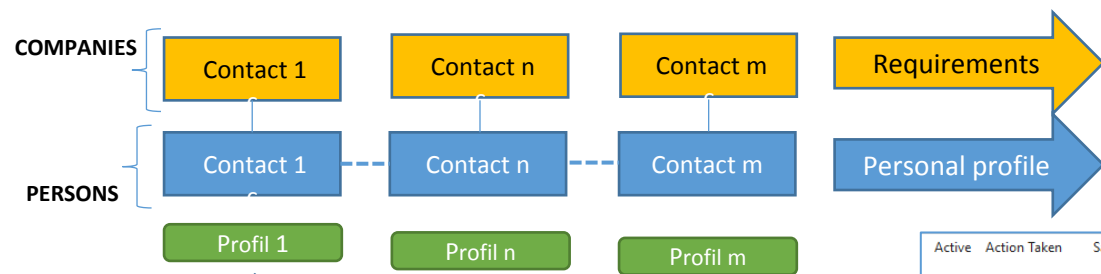 COMPANIES
Contact 1
Contact n
Contact m
Requirements
PERSONS
Contact 1
Contact n
Contact m
Personal profile
Profil 1
Profil n
Profil m
Active Action Taken